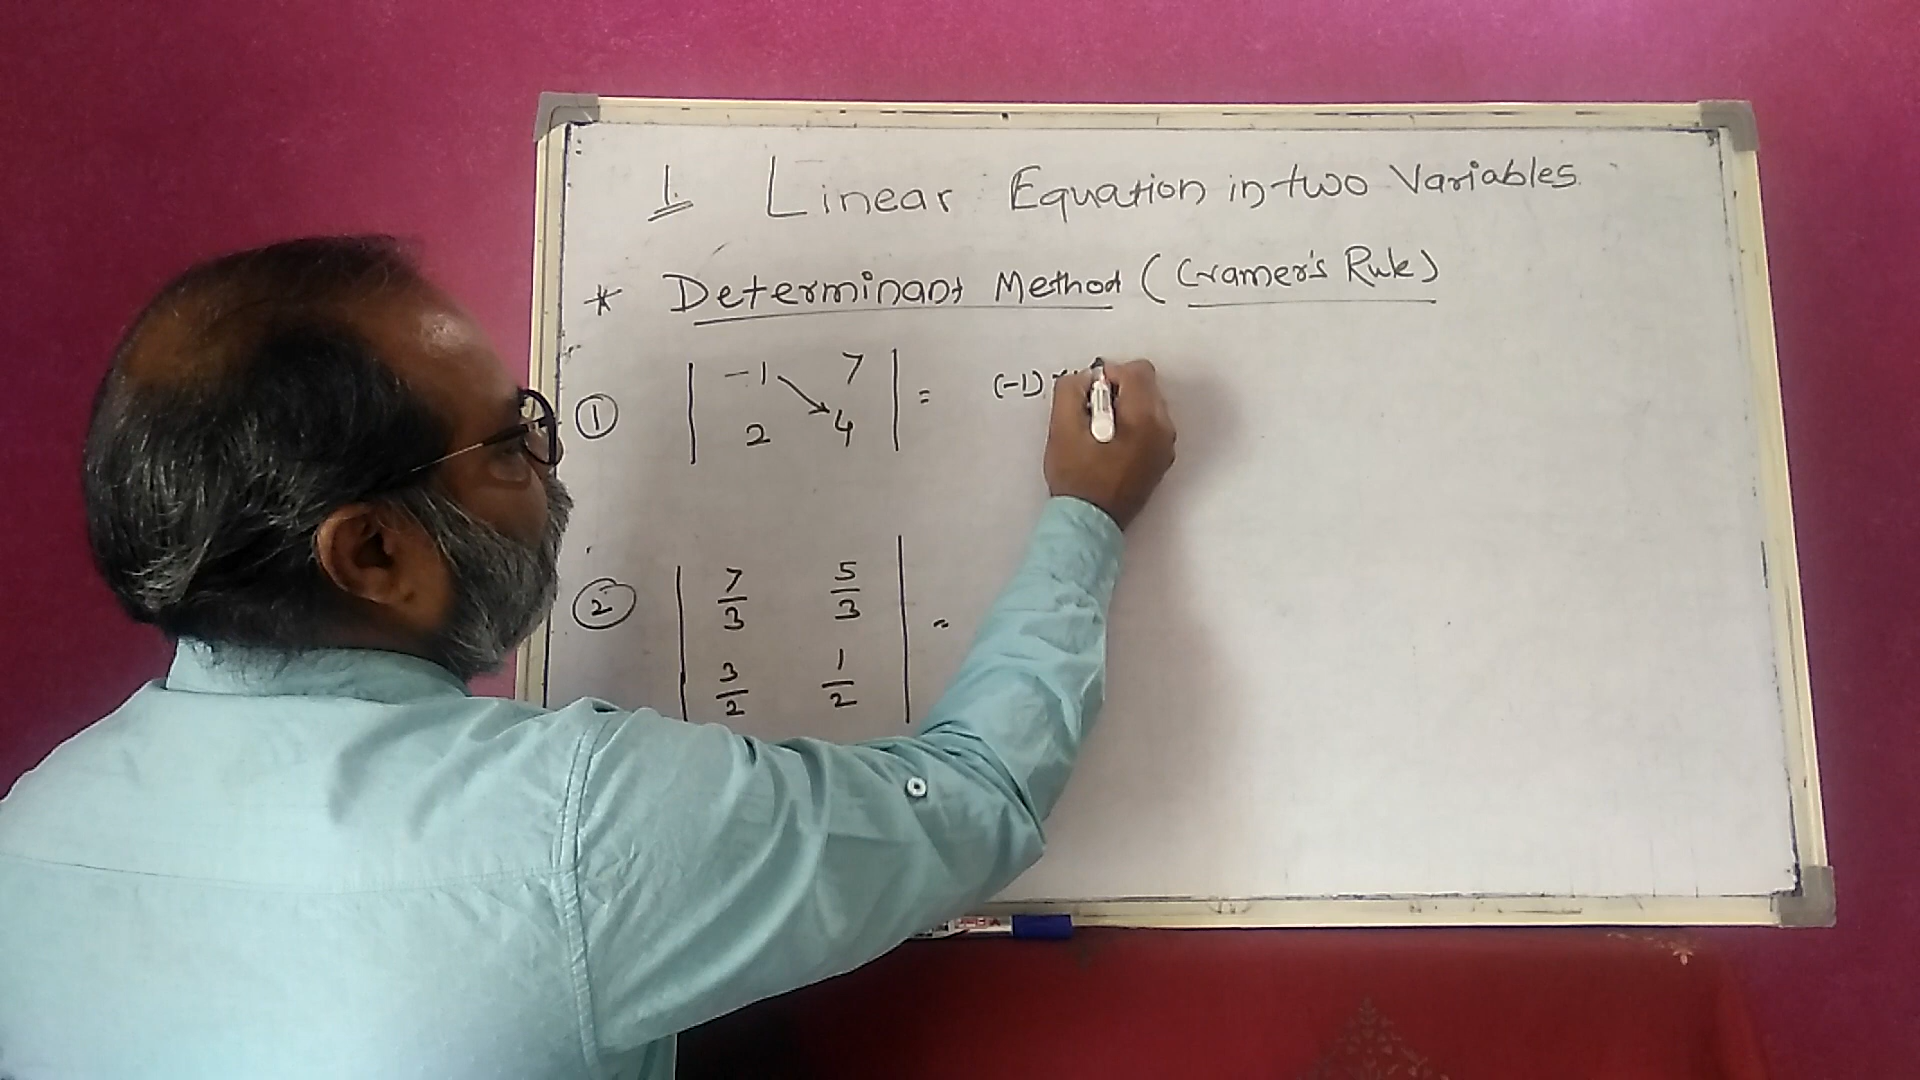 1. Linear Equation in two Variables
* Determinant Method (Cramer's Rule)
① | -1 7 | = (-1) ×
| 2 4 |
② | 7/3 5/3 | =
| 3/2 1/2 |